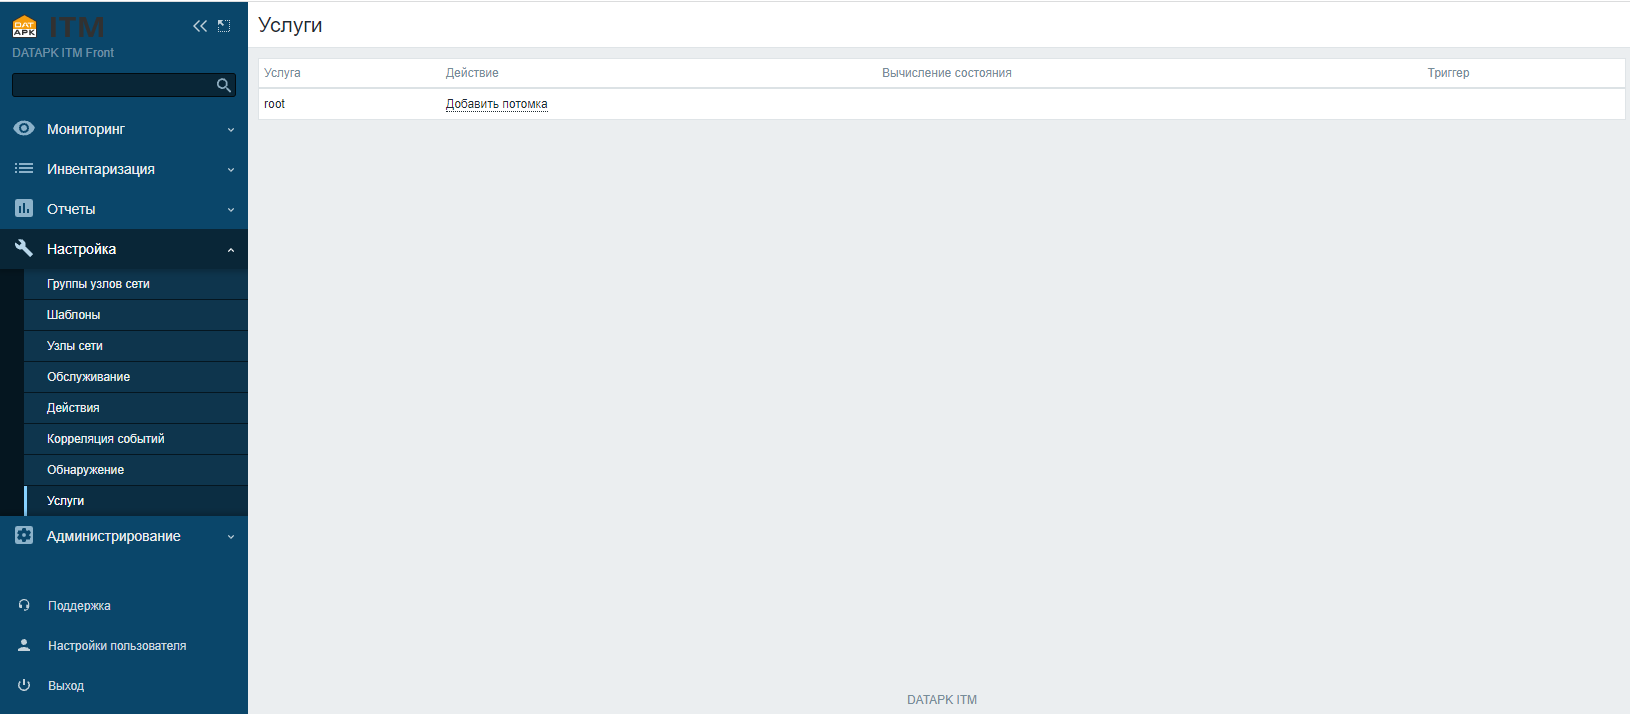 DAT
APK
ITM
DATAPK ITM Front
Мониторинг
Инвентаризация
Отчеты
Настройка
Группы узлов сети
Шаблоны
Узлы сети
Обслуживание
Действия
Корреляция событий
Обнаружение
Услуги
Администрирование
Поддержка
Настройки пользователя
Выход
Услуги
Услуга Действие Вычисление состояния Триггер
root Добавить потомка
DATAPK ITM